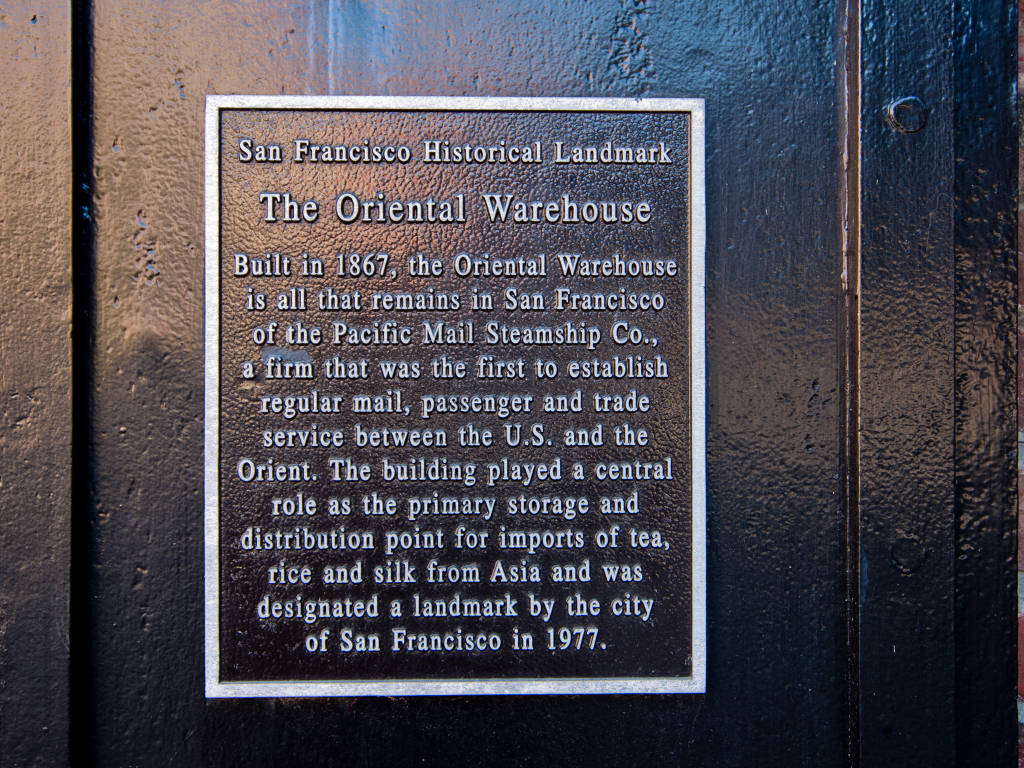 San Francisco Historical Landmark
The Oriental Warehouse
Built in 1867, the Oriental Warehouse
is all that remains in San Francisco
of the Pacific Mail Steamship Co.,
a firm that was the first to establish
regular mail, passenger and trade
service between the U.S. and the
Orient. The building played a central
role as the primary storage and
distribution point for imports of tea,
rice and silk from Asia and was
designated a landmark by the city
of San Francisco in 1977.